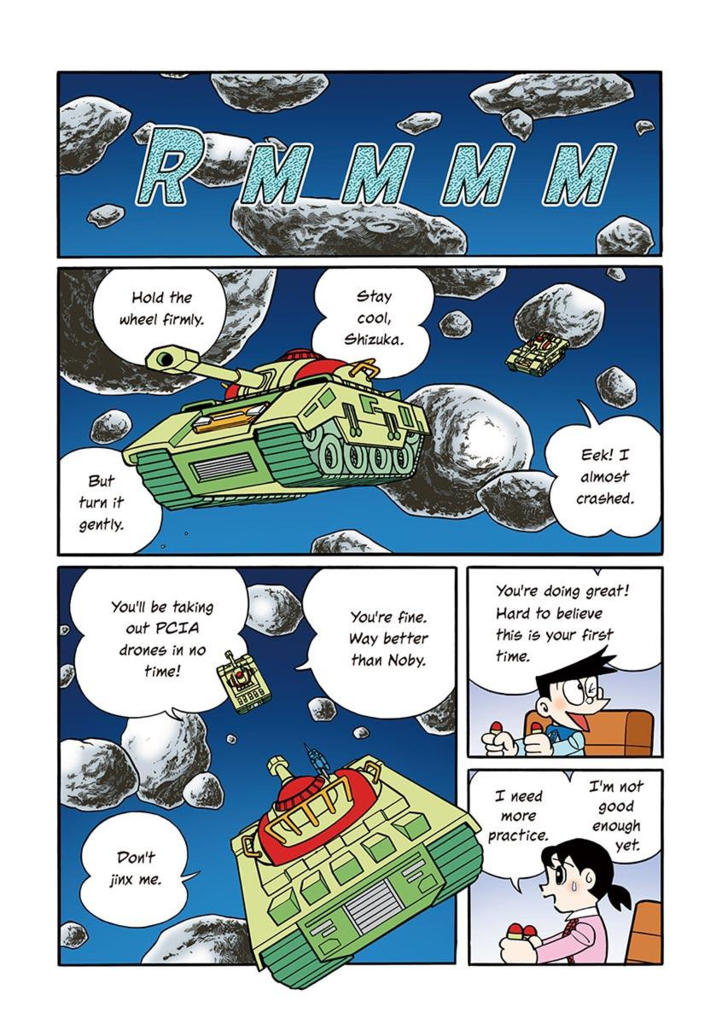 RMMMM
Hold the
wheel firmly.
Stay
cool,
Shizuka.
But
turn it
gently.
Eek! I
almost
crashed.
You'll be taking
out PCIA
drones in no
time!
You're fine.
Way better
than Noby.
Don't
jinx me.
You're doing great!
Hard to believe
this is your first
time.
I need
more
practice.
I'm not
good
enough
yet.